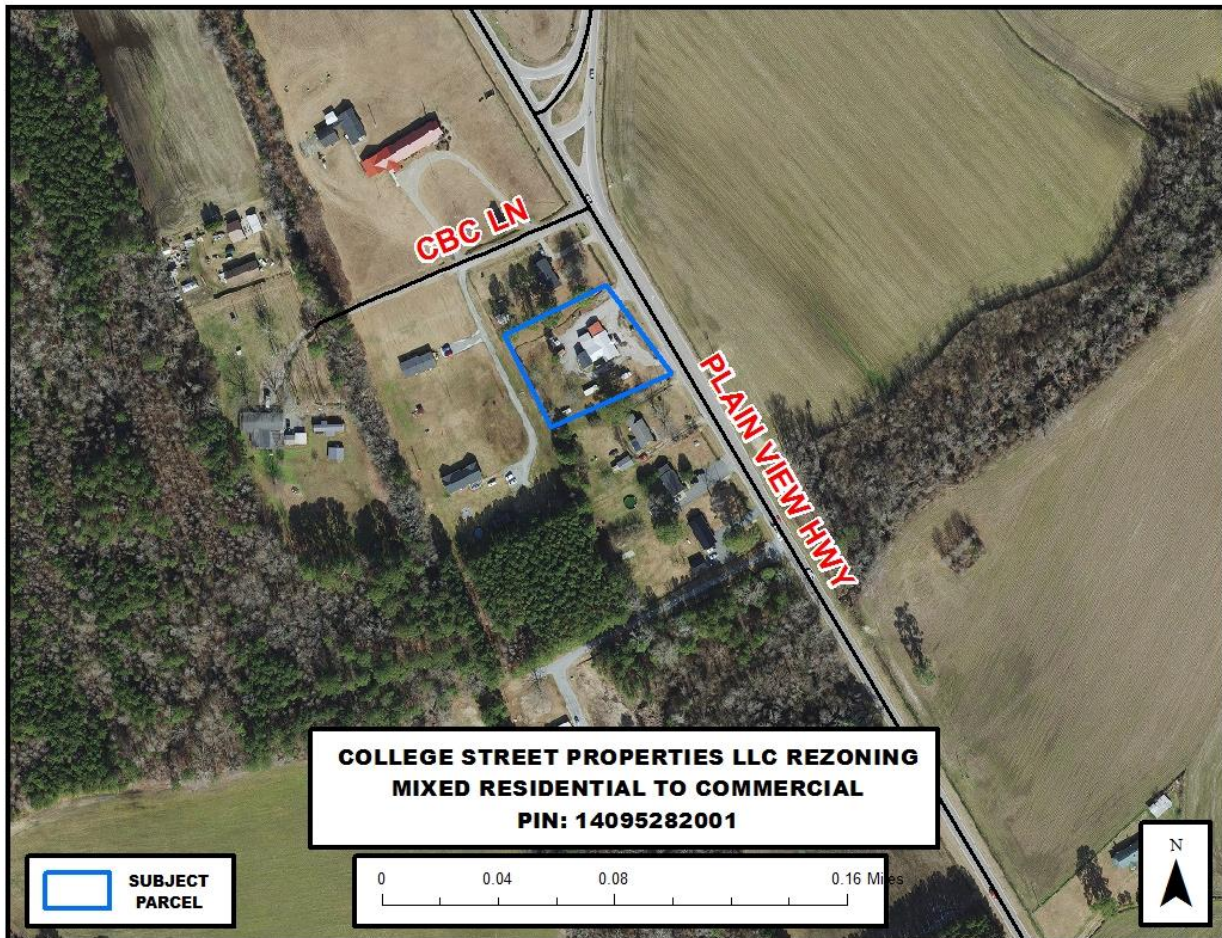 CBC LN
PLAIN VIEW HWY
COLLEGE STREET PROPERTIES LLC REZONING
MIXED RESIDENTIAL TO COMMERCIAL
PIN: 14095282001
SUBJECT
PARCEL
0 0.04 0.08 0.16 Miles
N